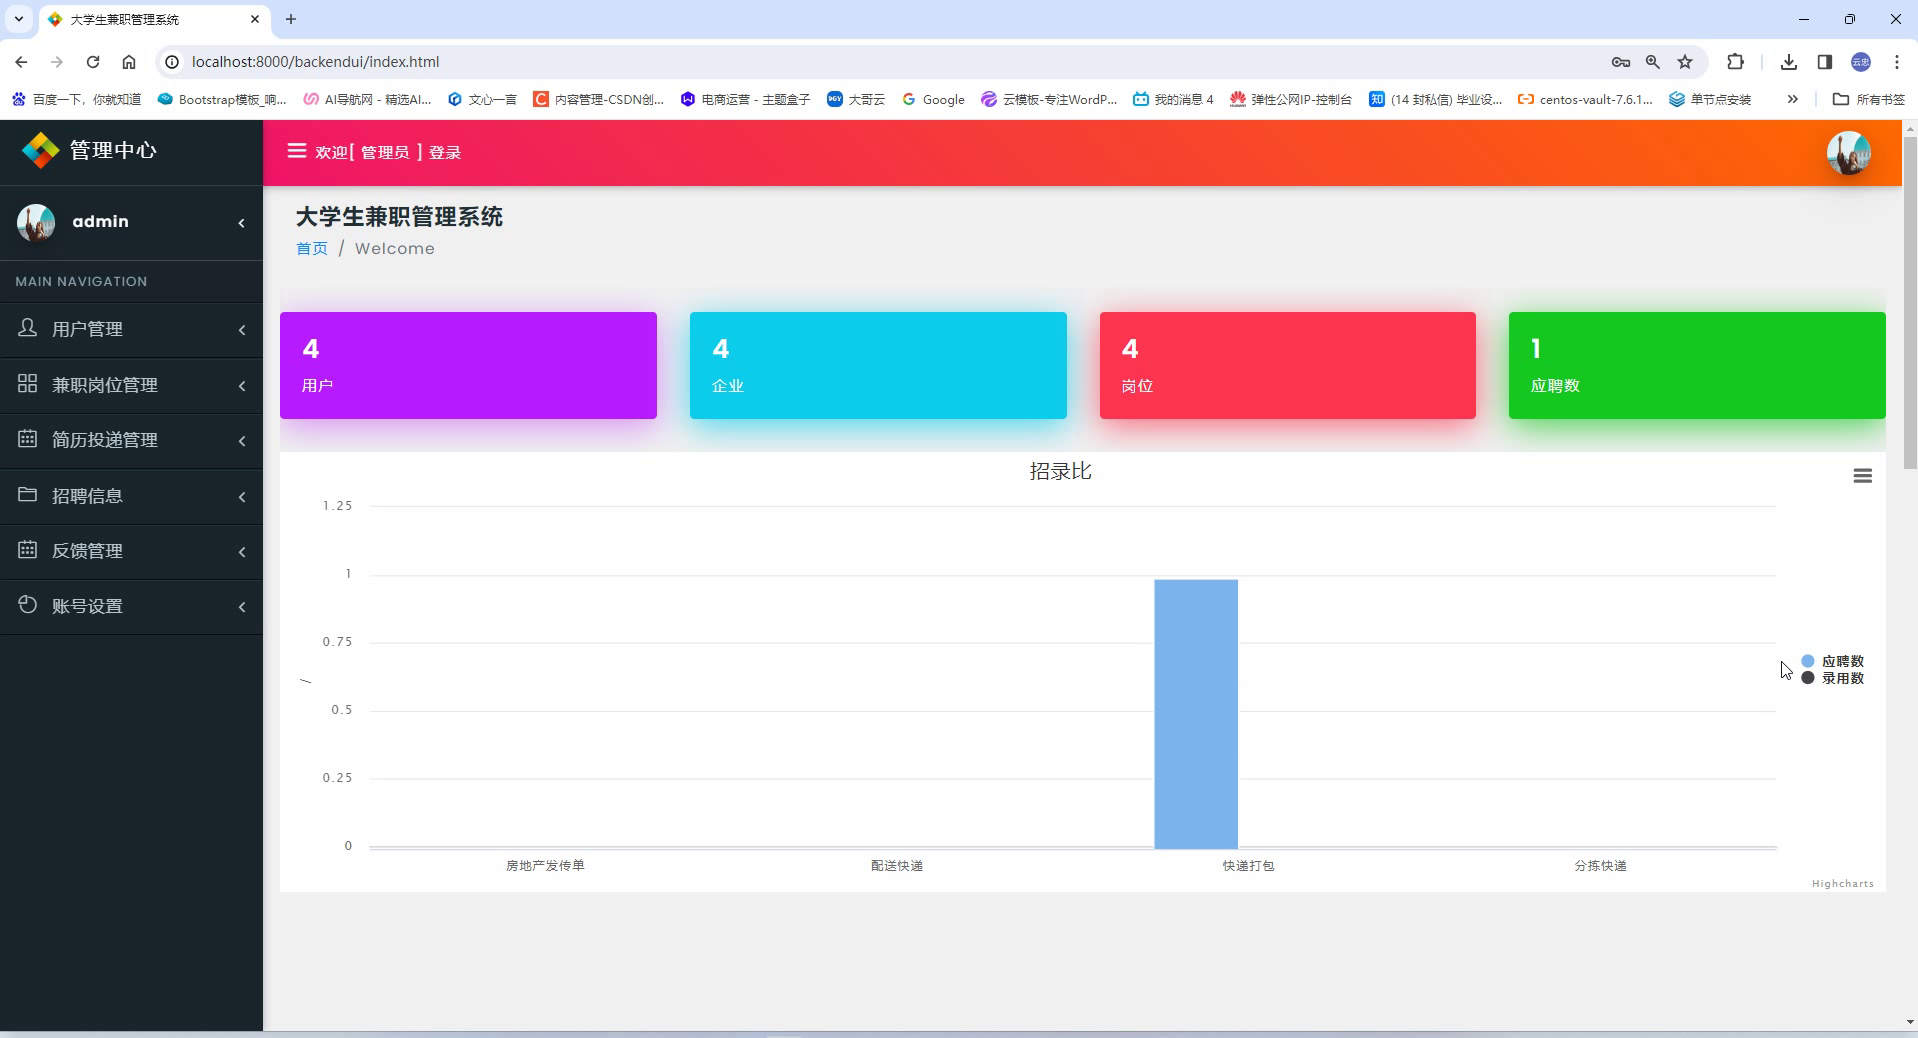 大学生兼职管理系统
localhost:8000/backendui/index.html
百度一下，你就知道 Bootstrap模板_响... AI导航网 - 精选AI... 文心一言 内容管理-CSDN创... 电商运营 - 主题盒子 大哥云 Google 云模板-专注WordP... 我的消息 4 弹性公网IP-控制台 (14 封私信) 毕业设... centos-vault-7.6.1... 单节点安装 所有书签
管理中心
欢迎[ 管理员 ] 登录
admin
MAIN NAVIGATION
用户管理
兼职岗位管理
简历投递管理
招聘信息
反馈管理
账号设置
大学生兼职管理系统
首页 / Welcome
4
用户
4
企业
4
岗位
1
应聘数
招录比
1.25
1
0.75
0.5
0.25
0
/
房地产发传单 配送快递 快递打包 分拣快递
应聘数
录用数
Highcharts